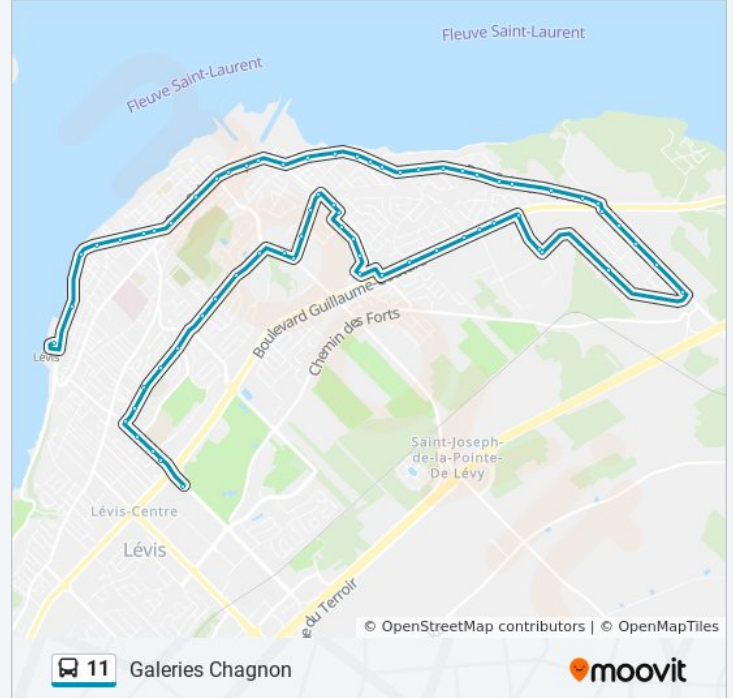 Fleuve Saint-Laurent
Fleuve Saint-Laurent
Boulevard Guillaume-
Chemin des Forts
Lévis
Saint-Joseph-
de-la-Pointe-
De Lévy
Lévis-Centre
Lévis
ue du Terroir
© OpenStreetMap contributors | © OpenMapTiles
11 Galeries Chagnon
moovit